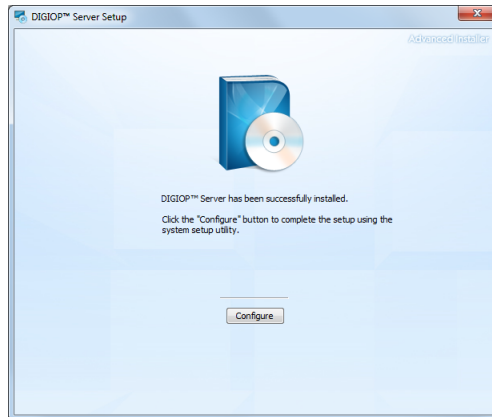 DIGIOP™ Server Setup
Advanced Installer
DIGIOP™ Server has been successfully installed.
Click the "Configure" button to complete the setup using the
system setup utility.
Configure